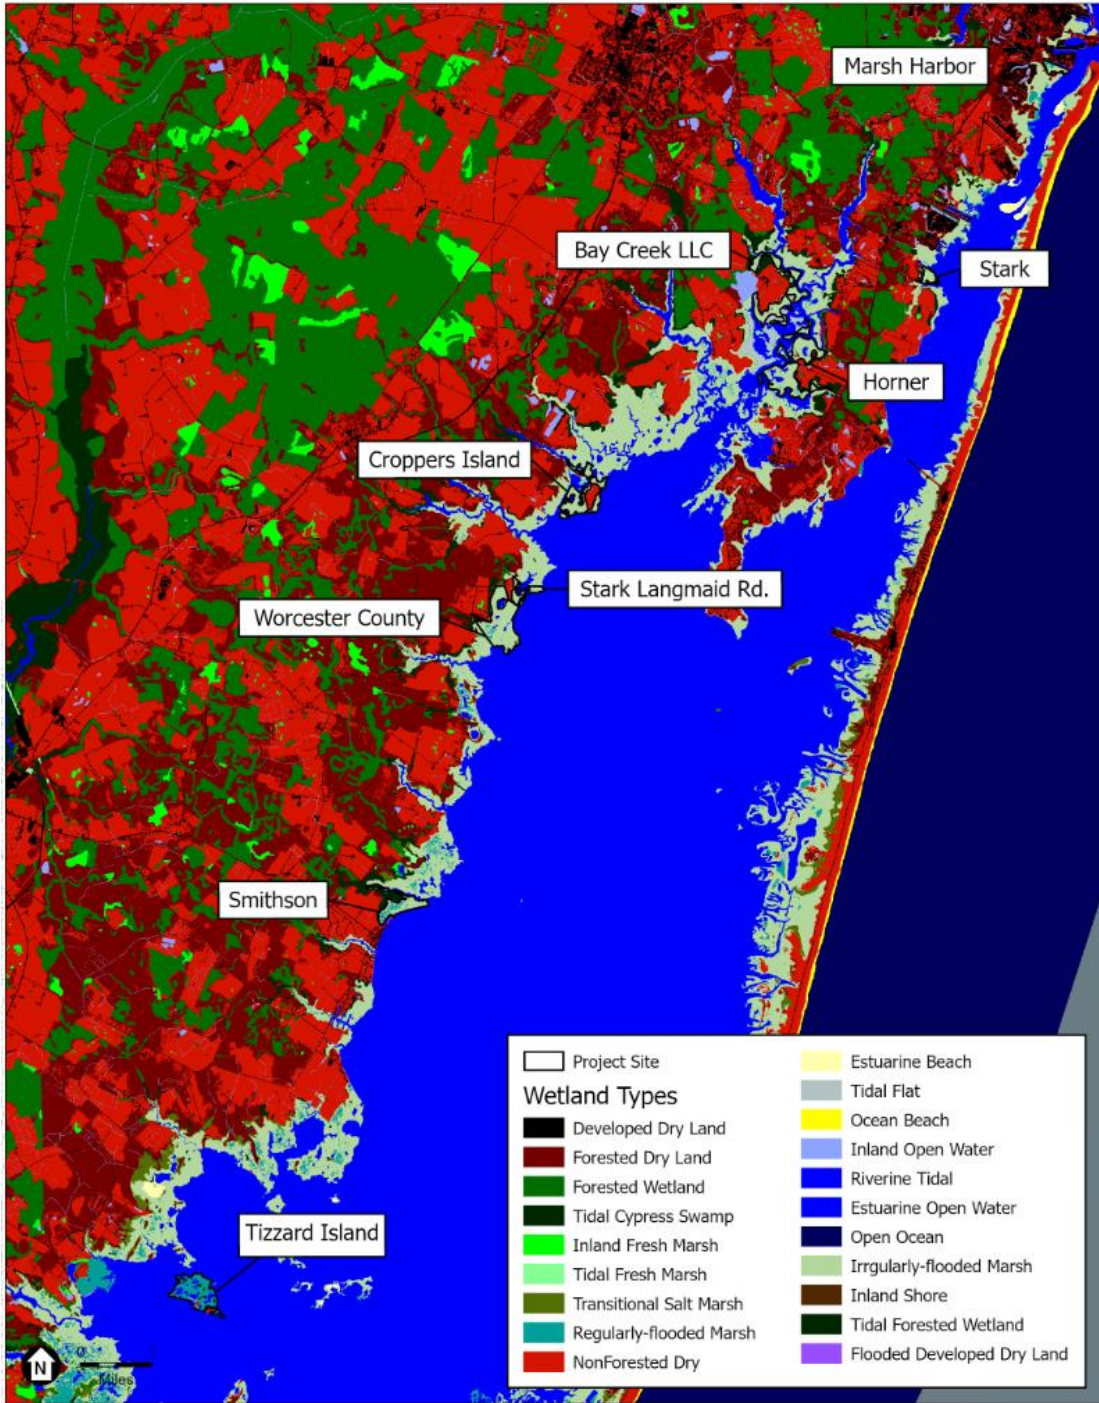 Marsh Harbor
Bay Creek LLC
Stark
Horner
Croppers Island
Stark Langmaid Rd.
Worcester County
Smithson
Tizzard Island
Project Site
Wetland Types
Developed Dry Land
Forested Dry Land
Forested Wetland
Tidal Cypress Swamp
Inland Fresh Marsh
Tidal Fresh Marsh
Transitional Salt Marsh
Regularly-flooded Marsh
NonForested Dry
Estuarine Beach
Tidal Flat
Ocean Beach
Inland Open Water
Riverine Tidal
Estuarine Open Water
Open Ocean
Irrgularly-flooded Marsh
Inland Shore
Tidal Forested Wetland
Flooded Developed Dry Land
N
0
Miles